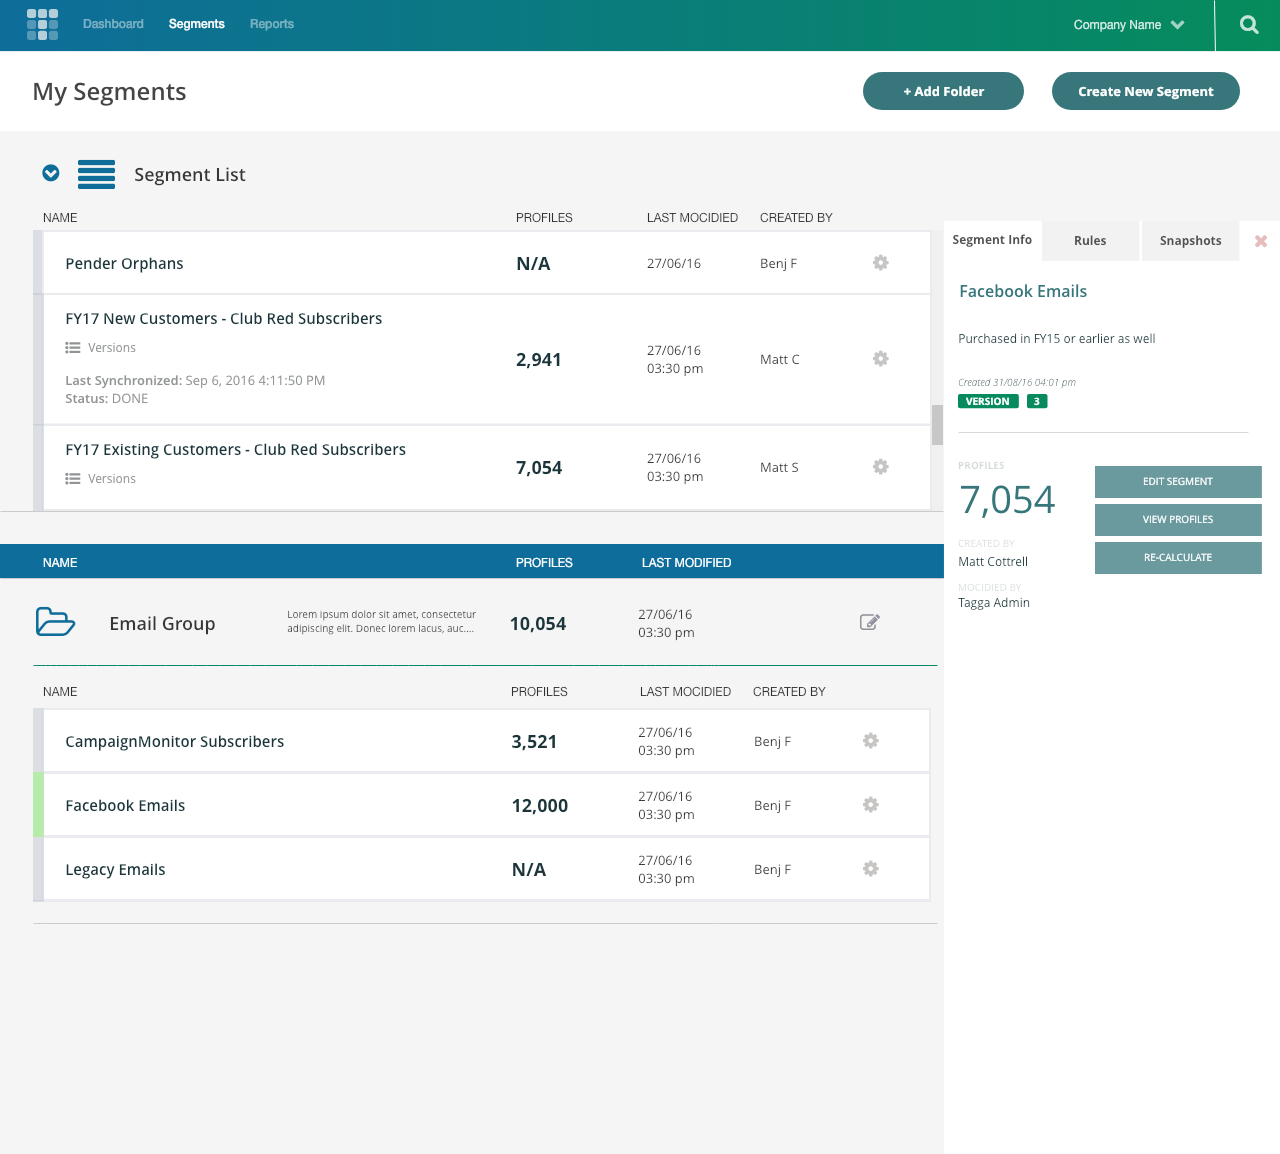 Dashboard Segments Reports Company Name
My Segments + Add Folder Create New Segment
Segment List
NAME PROFILES LAST MOCIDIED CREATED BY
Pender Orphans N/A 27/06/16 Benj F
FY17 New Customers - Club Red Subscribers
Versions
2,941 27/06/16 Matt C
03:30 pm
Last Synchronized: Sep 6, 2016 4:11:50 PM
Status: DONE
FY17 Existing Customers - Club Red Subscribers
Versions
7,054 27/06/16 Matt S
03:30 pm
NAME PROFILES LAST MODIFIED
Email Group
Lorem ipsum dolor sit amet, consectetur
adipiscing elit. Donec lorem lacus, auc....
10,054 27/06/16
03:30 pm
NAME PROFILES LAST MOCIDIED CREATED BY
CampaignMonitor Subscribers 3,521 27/06/16 Benj F
03:30 pm
Facebook Emails 12,000 27/06/16 Benj F
03:30 pm
Legacy Emails N/A 27/06/16 Benj F
03:30 pm
Segment Info Rules Snapshots
Facebook Emails
Purchased in FY15 or earlier as well
Created 31/08/16 04:01 pm
VERSION 3
PROFILES
7,054
CREATED BY
Matt Cottrell
MOCIDIED BY
Tagga Admin
EDIT SEGMENT
VIEW PROFILES
RE-CALCULATE